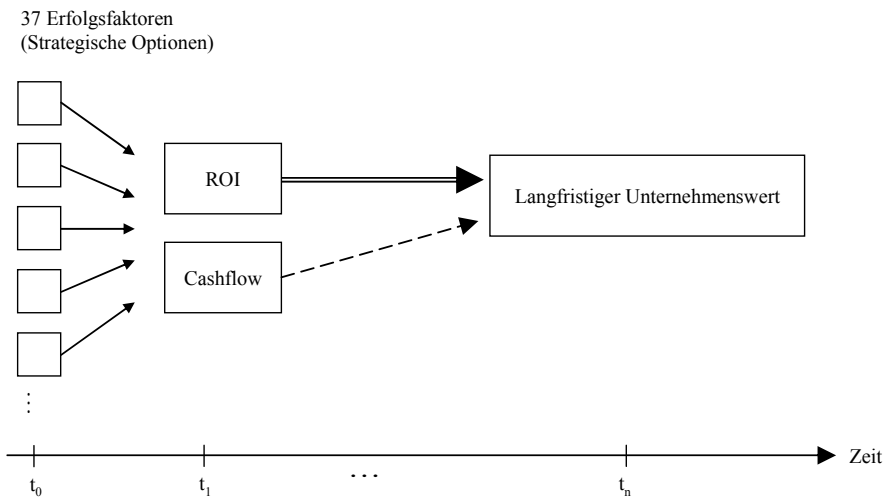 37 Erfolgsfaktoren
(Strategische Optionen)
ROI
Langfristiger Unternehmenswert
Cashflow
⋮
Zeit
t₀
t₁
...
tₙ